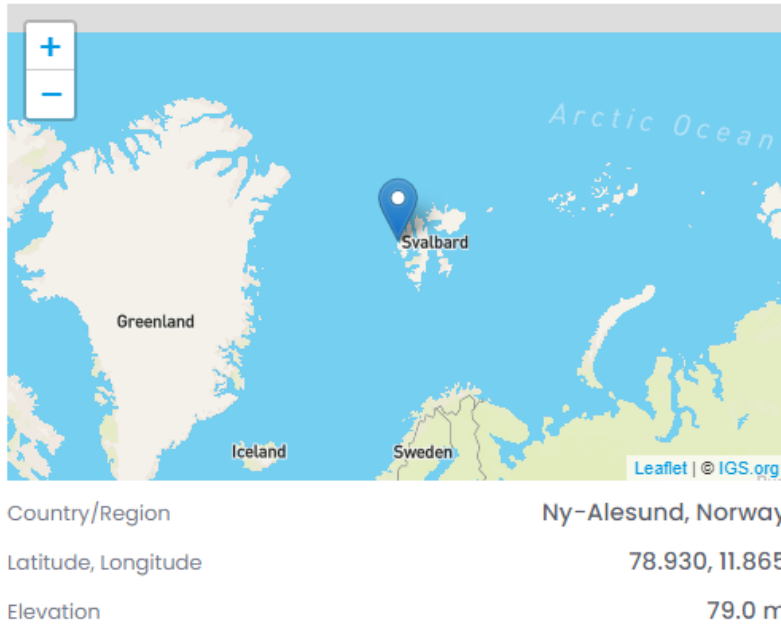 +
−
Arctic Ocean
Svalbard
Greenland
Iceland
Sweden
Leaflet | © IGS.org
Country/Region Ny-Alesund, Norway
Latitude, Longitude 78.930, 11.865
Elevation 79.0 m